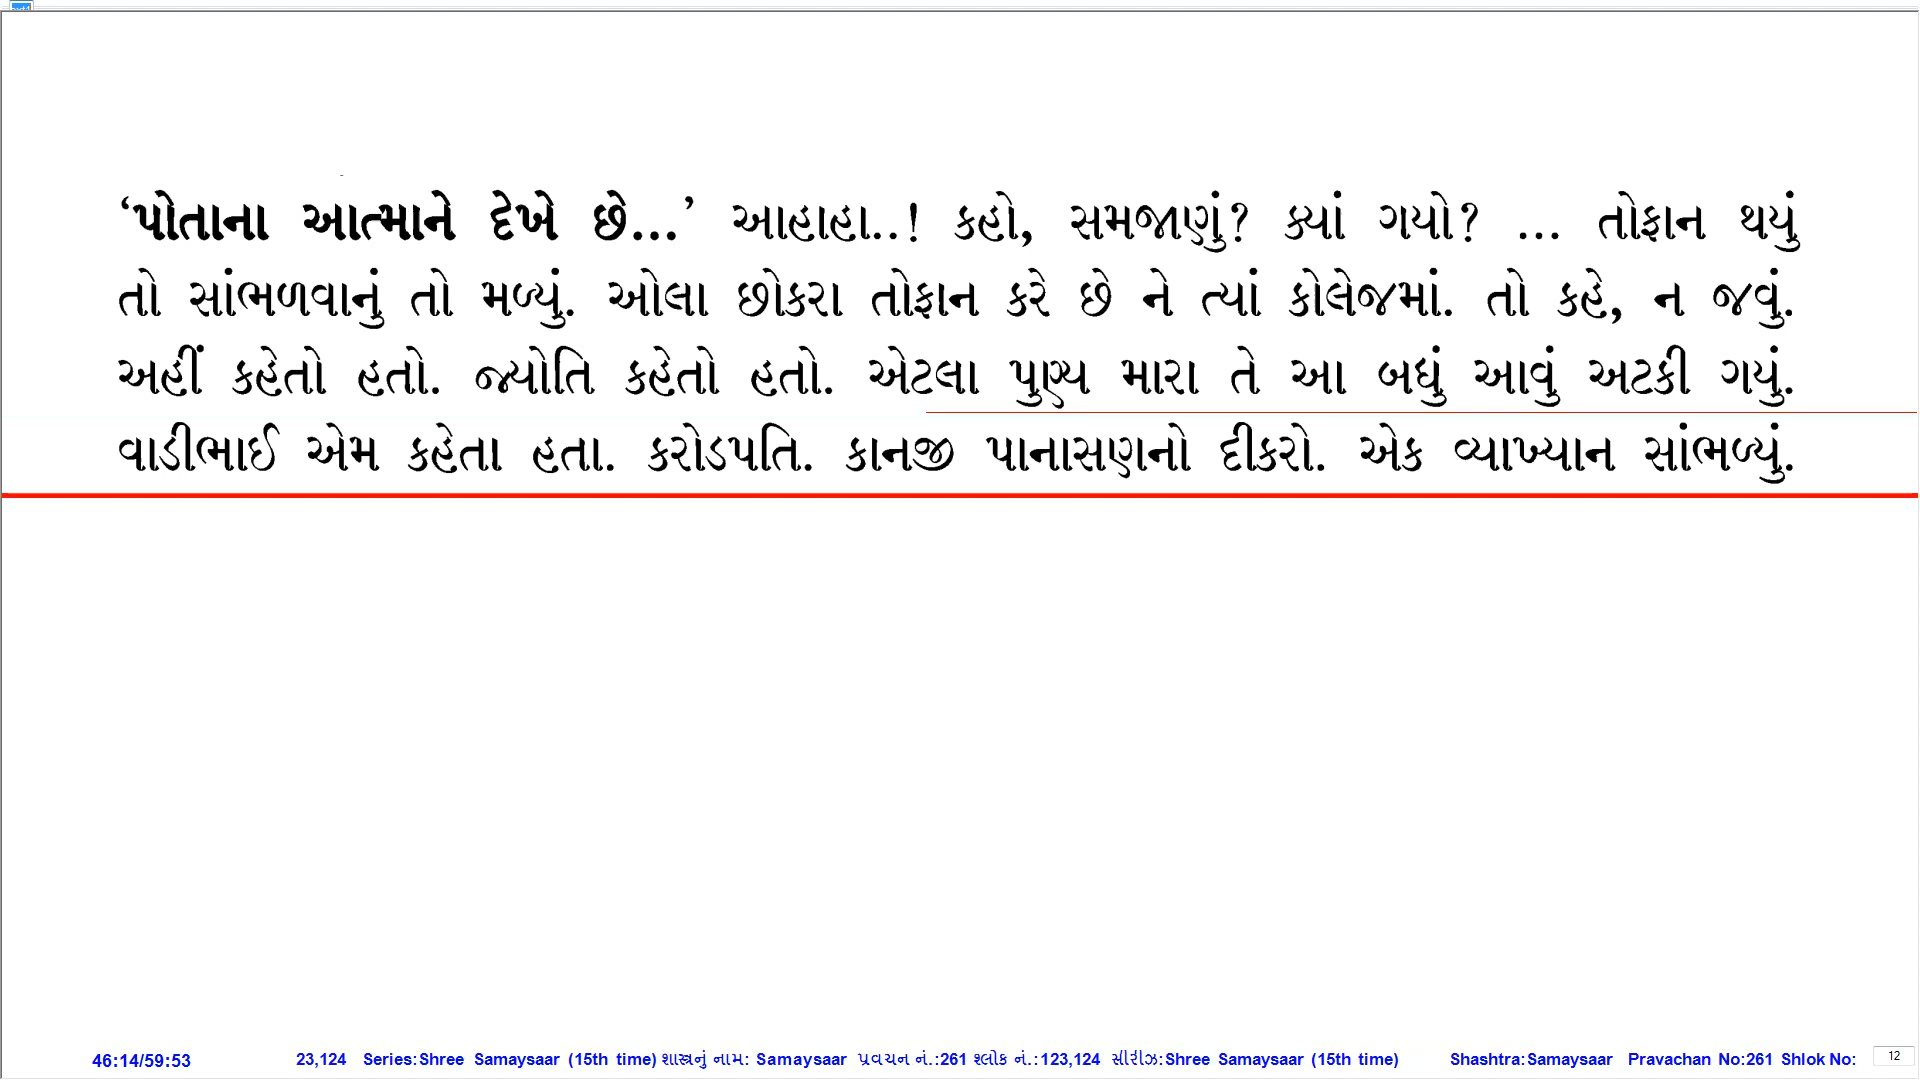 ‘પોતાના આત્માને દેખે છે...’ આહાહા..! કહો, સમજાણું? ક્યાં ગયો? ... તોફાન થયું
તો સાંભળવાનું તો મળ્યું. ઓલા છોકરા તોફાન કરે છે ને ત્યાં કોલેજમાં. તો કહે, ન જવું.
અહીં કહેતો હતો. જ્યોતિ કહેતો હતો. એટલા પુણ્ય મારા તે આ બધું આવું અટકી ગયું.
વાડીભાઈ એમ કહેતા હતા. કરોડપતિ. કાનજી પાનાસણનો દીકરો. એક વ્યાખ્યાન સાંભળ્યું.
46:14/59:53 23,124 Series:Shree Samaysaar (15th time) શાસ્ત્રનું નામ: Samaysaar પ્રવચન નં.:261 શ્લોક નં.:123,124 સીરીઝ:Shree Samaysaar (15th time) Shashtra:Samaysaar Pravachan No:261 Shlok No: 12